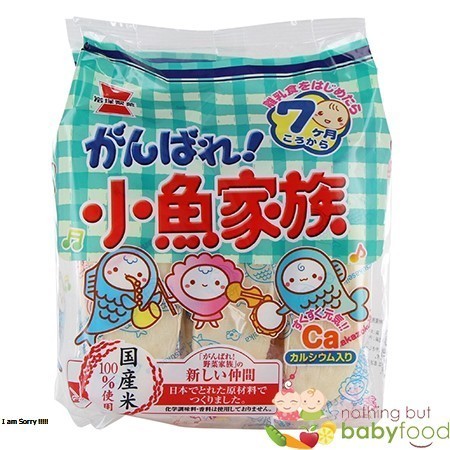 岩塚製菓
離乳食をはじめたら
7ヶ月
ころから
がんばれ!
小魚家族
すくすく元気!!
Ca
カルシウム入り
国産米
100%使用
「がんばれ!
野菜家族」の
新しい仲間
日本でとれた原材料で
つくりました。
化学調味料・香料は使用しておりません。
I am Sorry !!!!!
nothing but
babyfood